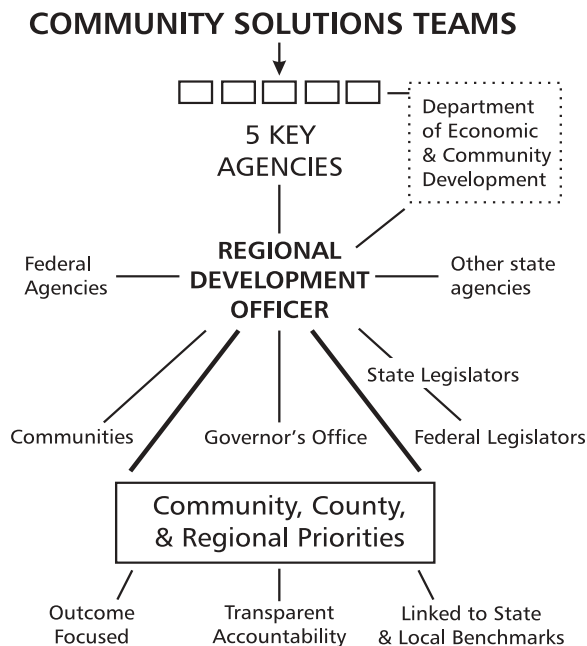 COMMUNITY SOLUTIONS TEAMS
Department
of Economic
& Community
Development
5 KEY
AGENCIES
Federal
Agencies
REGIONAL
DEVELOPMENT
OFFICER
Other state
agencies
State Legislators
Communities
Governor’s Office
Federal Legislators
Community, County,
& Regional Priorities
Outcome
Focused
Transparent
Accountability
Linked to State
& Local Benchmarks